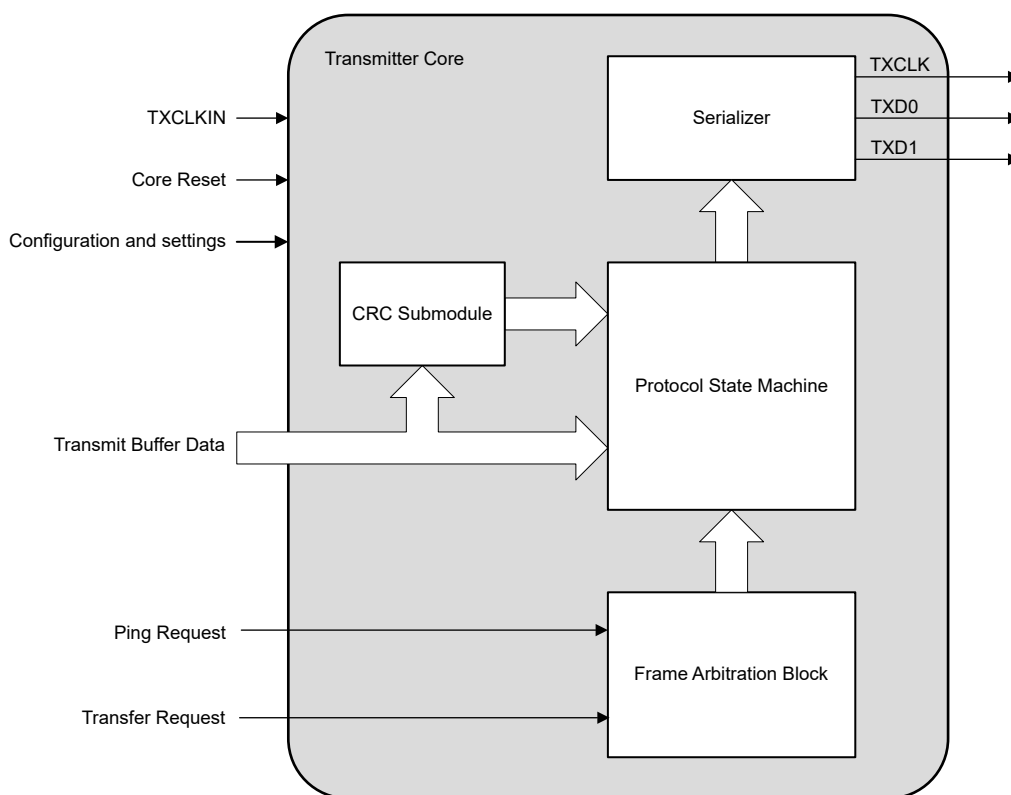 Transmitter Core
TXCLK
Serializer
TXD0
TXD1
TXCLKIN
Core Reset
Configuration and settings
CRC Submodule
Protocol State Machine
Transmit Buffer Data
Ping Request
Frame Arbitration Block
Transfer Request